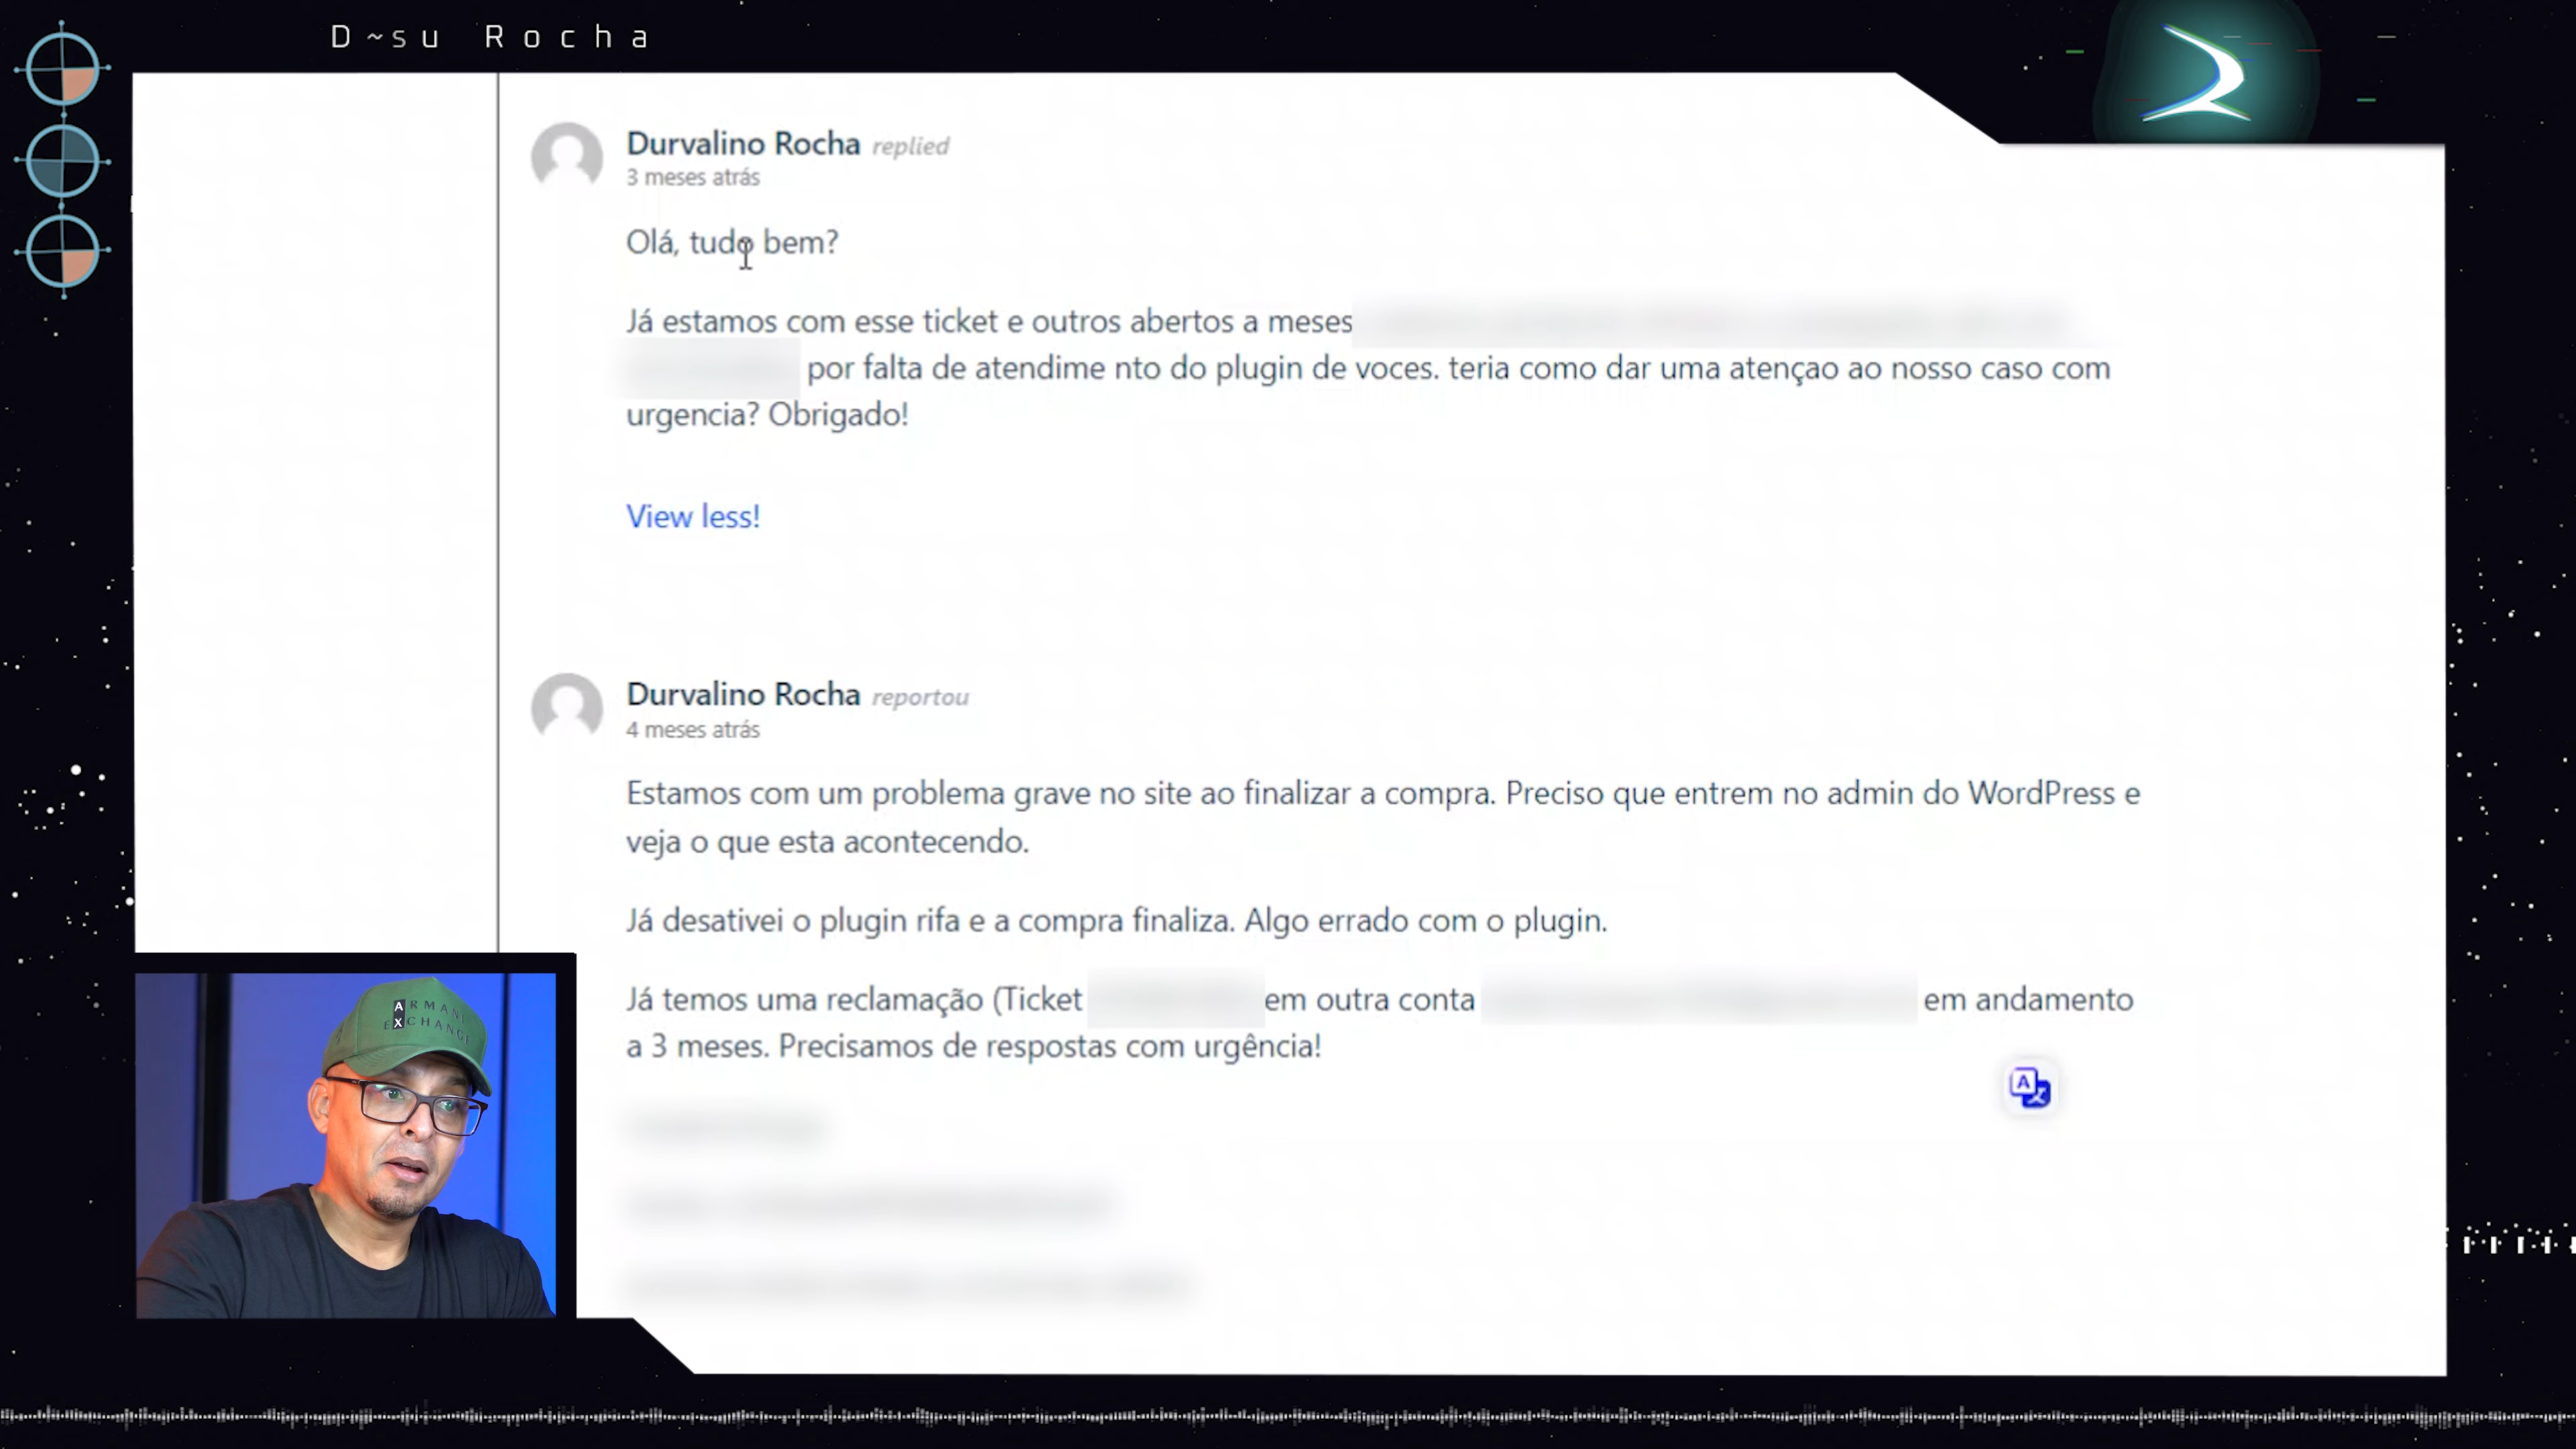 D~su Rocha
Durvalino Rocha replied
3 meses atrás
Olá, tudo bem?
Já estamos com esse ticket e outros abertos a meses
por falta de atendime nto do plugin de voces. teria como dar uma atençao ao nosso caso com
urgencia? Obrigado!
View less!
Durvalino Rocha reportou
4 meses atrás
Estamos com um problema grave no site ao finalizar a compra. Preciso que entrem no admin do WordPress e
veja o que esta acontecendo.
Já desativei o plugin rifa e a compra finaliza. Algo errado com o plugin.
Já temos uma reclamação (Ticket em outra conta em andamento
a 3 meses. Precisamos de respostas com urgência!
A
ARMANI
EXCHANGE
AX